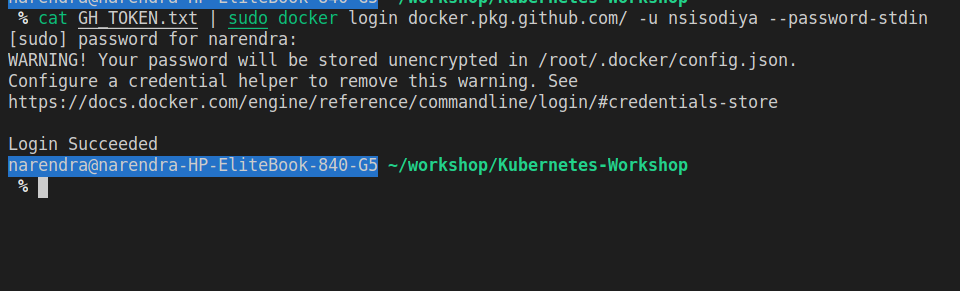 narendra@narendra-HP-EliteBook-840-G5 ~/workshop/Kubernetes-Workshop
% cat GH_TOKEN.txt | sudo docker login docker.pkg.github.com/ -u nsisodiya --password-stdin
[sudo] password for narendra:
WARNING! Your password will be stored unencrypted in /root/.docker/config.json.
Configure a credential helper to remove this warning. See
https://docs.docker.com/engine/reference/commandline/login/#credentials-store
Login Succeeded
narendra@narendra-HP-EliteBook-840-G5 ~/workshop/Kubernetes-Workshop
%